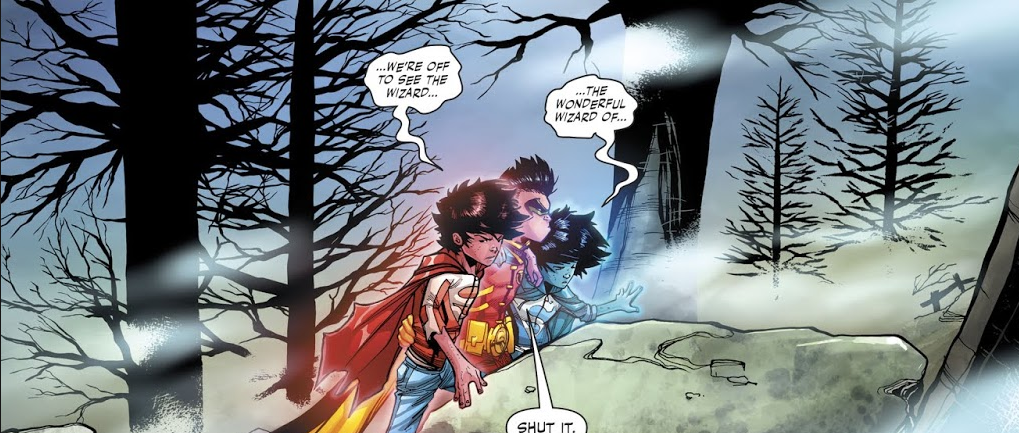 ...WE'RE OFF
TO SEE THE
WIZARD...
...THE
WONDERFUL
WIZARD OF...
SHUT IT.